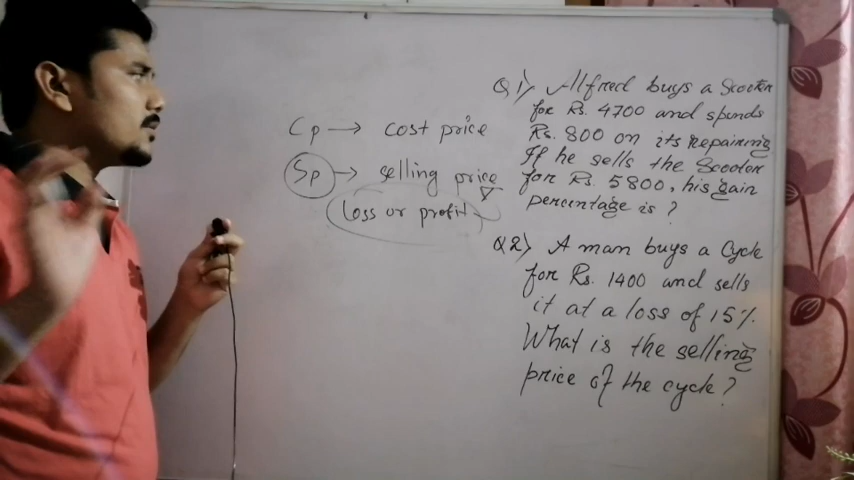 Cp → cost price
Sp → selling price
loss or profit
Q1) Alfred buys a Scooter
for Rs. 4700 and spends
Rs. 800 on its repairing
If he sells the Scooter
for Rs. 5800, his gain
percentage is ?
Q2) A man buys a Cycle
for Rs. 1400 and sells
it at a loss of 15%.
What is the selling
price of the cycle ?